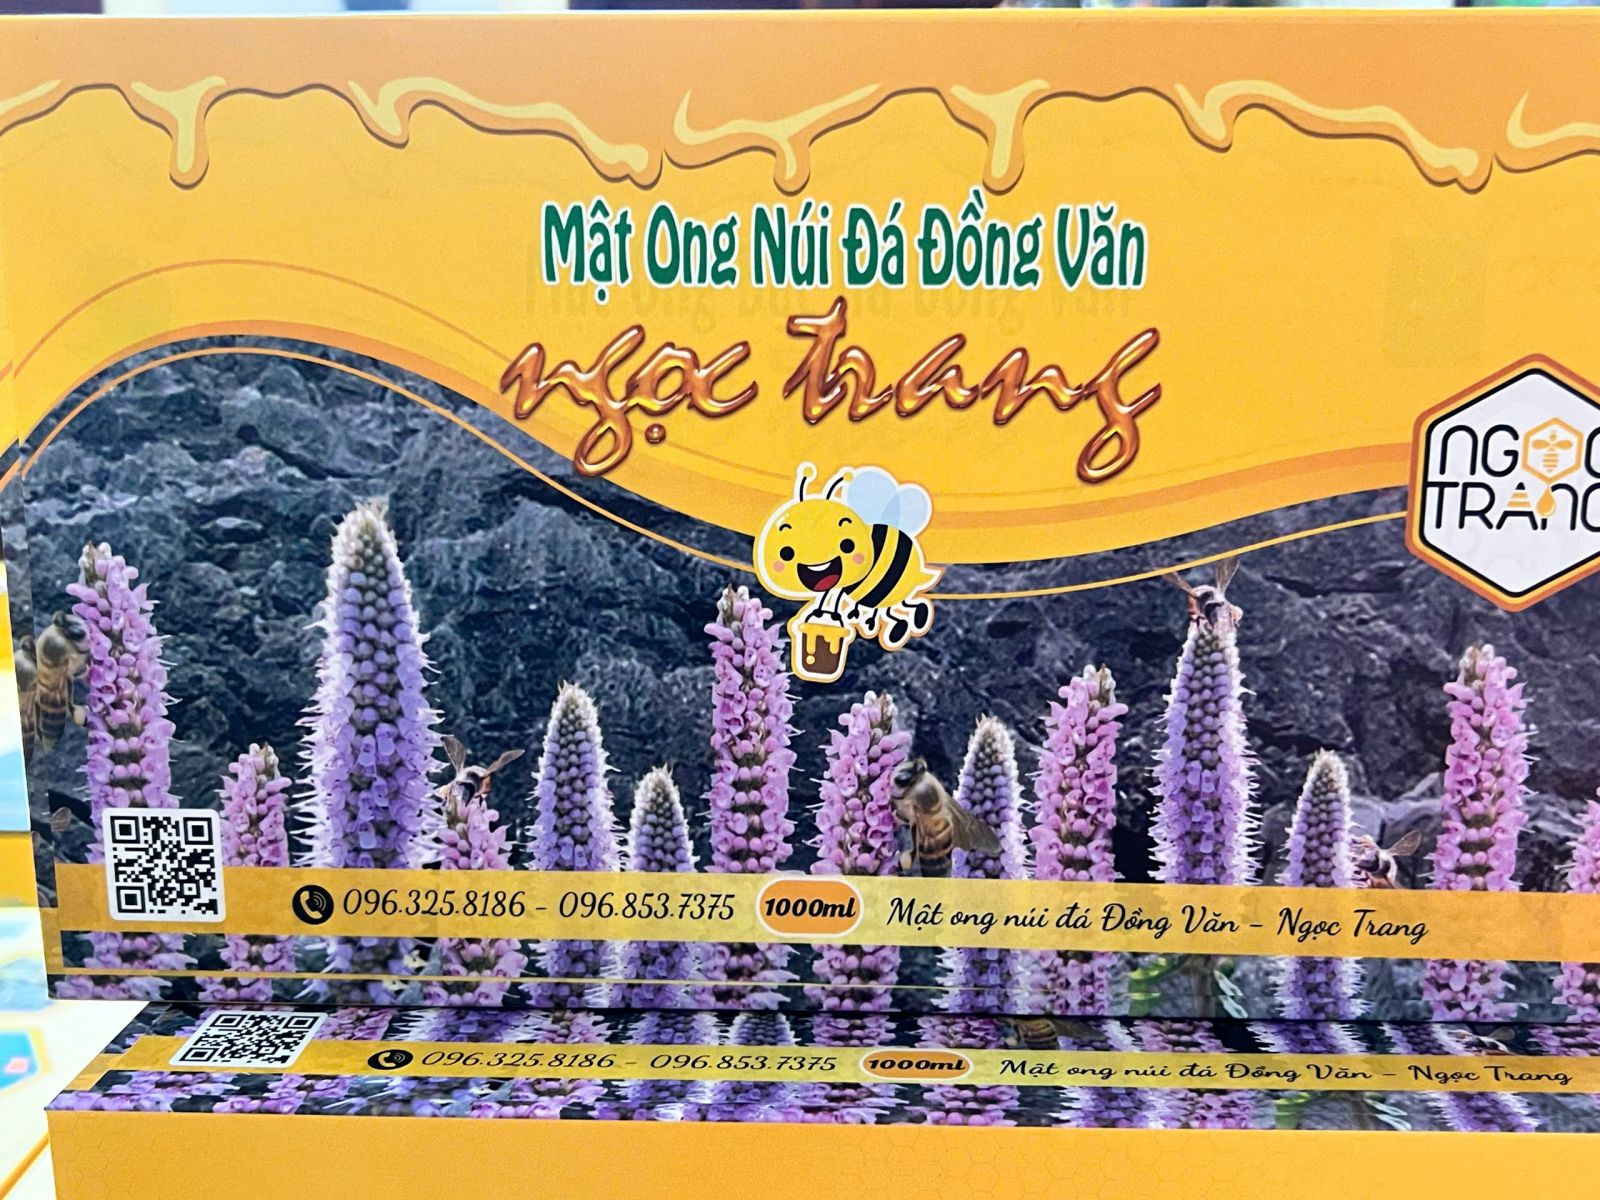 Mật Ong Núi Đá Đồng Văn
ngọc trang
NGỌC
TRANG
096.325.8186 - 096.853.7375 1000ml Mật ong núi đá Đồng Văn - Ngọc Trang
096.325.8186 - 096.853.7375 1000ml Mật ong núi đá Đồng Văn - Ngọc Trang